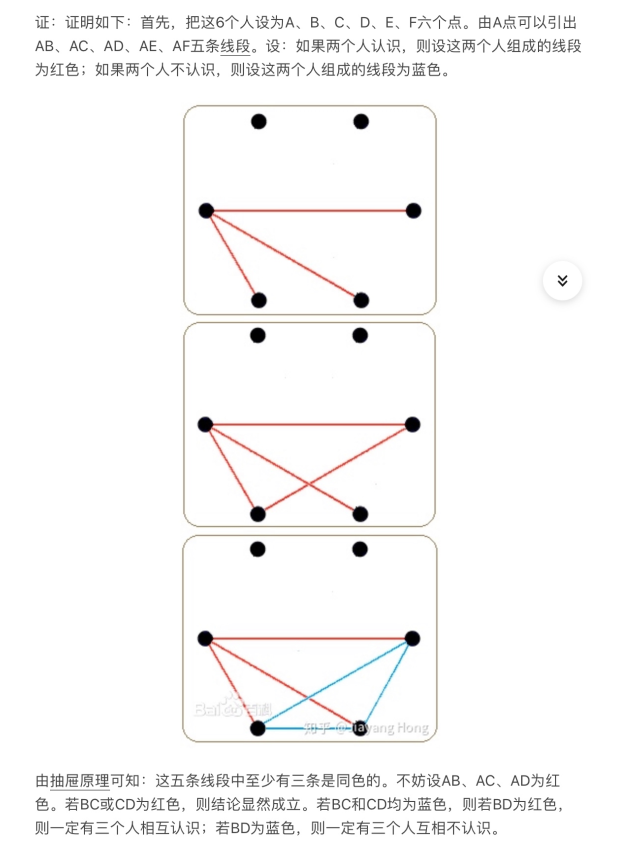 证：证明如下：首先，把这6个人设为A、B、C、D、E、F六个点。由A点可以引出
AB、AC、AD、AE、AF五条线段。设：如果两个人认识，则设这两个人组成的线段
为红色；如果两个人不认识，则设这两个人组成的线段为蓝色。
Baidu百科
知乎 @Jiayang Hong
由抽屉原理可知：这五条线段中至少有三条是同色的。不妨设AB、AC、AD为红
色。若BC或CD为红色，则结论显然成立。若BC和CD均为蓝色，则若BD为红色，
则一定有三个人相互认识；若BD为蓝色，则一定有三个人互相不认识。